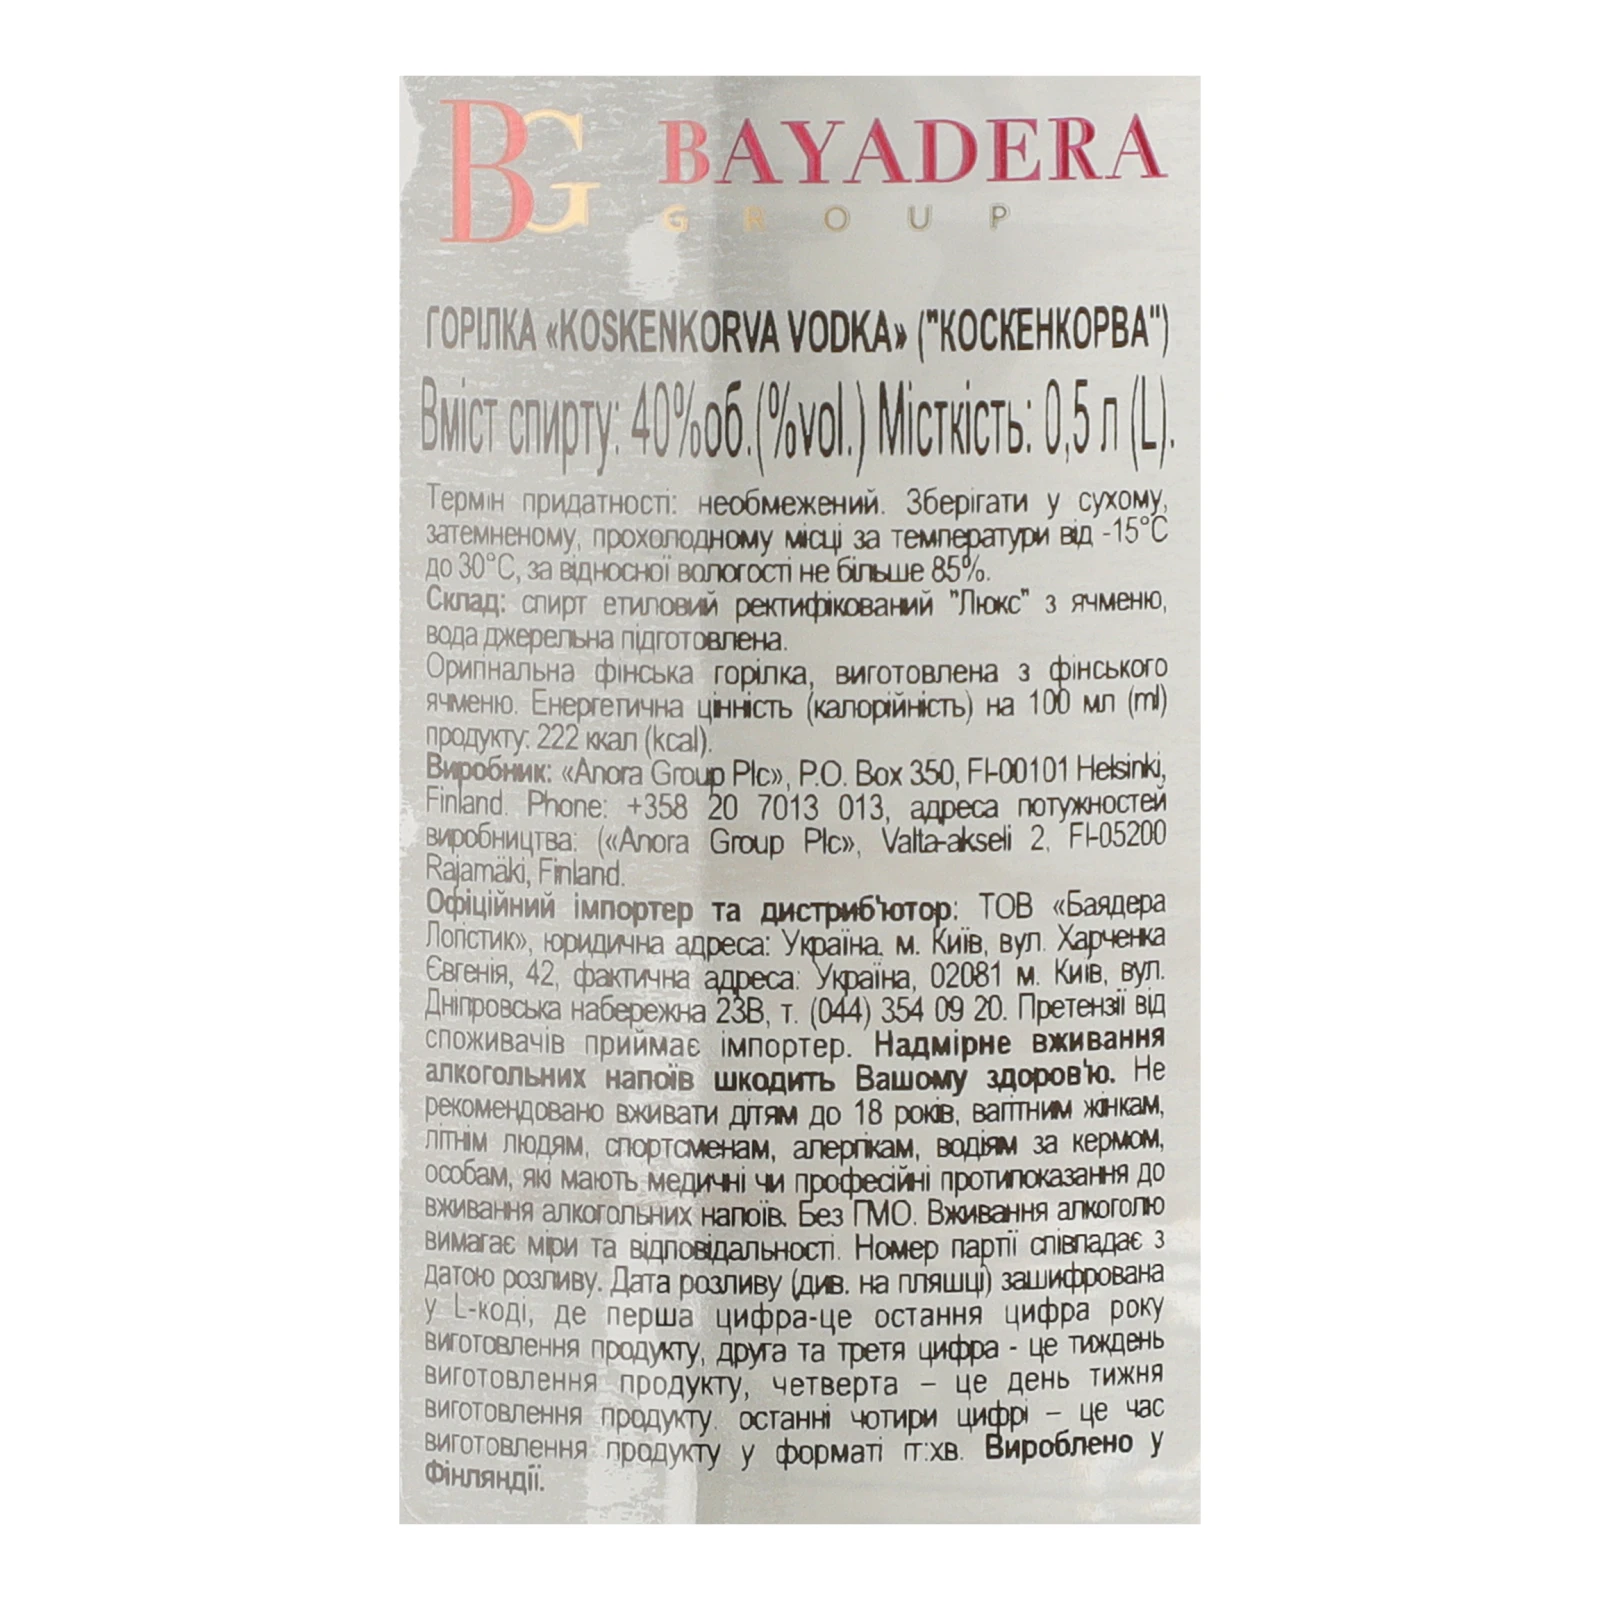 BG BAYADERA
GROUP
ГОРІЛКА «KOSKENKORVA VODKA» ("КОСКЕНКОРВА")
Вміст спирту: 40%об.(%vol.) Місткість: 0,5 л (L).
Термін придатності: необмежений. Зберігати у сухому,
затемненому, прохолодному місці за температури від -15°C
до 30°C, за відносної вологості не більше 85%.
Склад: спирт етиловий ректифікований "Люкс" з ячменю,
вода джерельна підготовлена.
Оригінальна фінська горілка, виготовлена з фінського
ячменю. Енергетична цінність (калорійність) на 100 мл (ml)
продукту: 222 ккал (kcal).
Виробник: «Anora Group Plc», P.O. Box 350, FI-00101 Helsinki,
Finland. Phone: +358 20 7013 013, адреса потужностей
виробництва: («Anora Group Plc», Valta-akseli 2, FI-05200
Rajamäki, Finland.
Офіційний імпортер та дистриб'ютор: ТОВ «Баядера
Логістик», юридична адреса: Україна, м. Київ, вул. Харченка
Євгенія, 42, фактична адреса: Україна, 02081 м. Київ, вул.
Дніпровська набережна 23В, т. (044) 354 09 20. Претензії від
споживачів приймає імпортер. Надмірне вживання
алкогольних напоїв шкодить Вашому здоров'ю. Не
рекомендовано вживати дітям до 18 років, вагітним жінкам,
літнім людям, спортсменам, алергікам, водіям за кермом,
особам, які мають медичні чи професійні протипоказання до
вживання алкогольних напоїв. Без ГМО. Вживання алкоголю
вимагає міри та відповідальності. Номер партії співпадає з
датою розливу. Дата розливу (див. на пляшці) зашифрована
у L-коді, де перша цифра-це остання цифра року
виготовлення продукту, друга та третя цифра - це тиждень
виготовлення продукту, четверта – це день тижня
виготовлення продукту. останні чотири цифрі – це час
виготовлення продукту у форматі гг:хв. Вироблено у
Фінляндії.